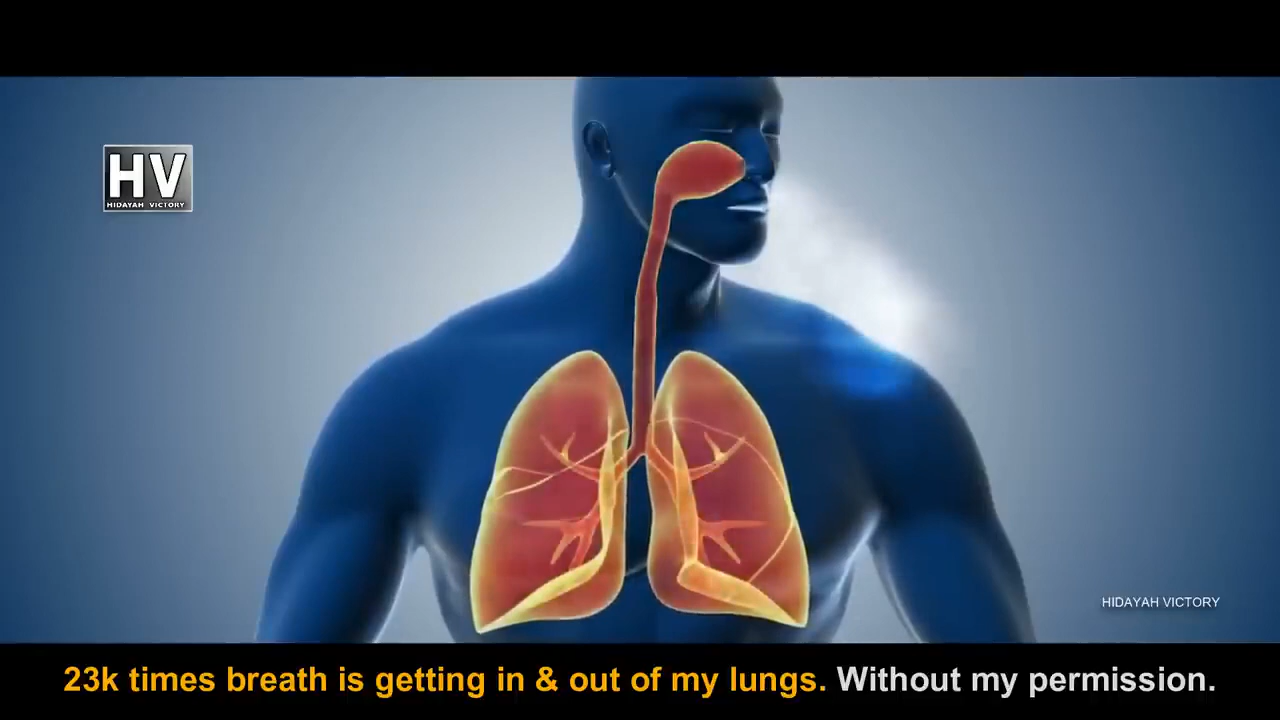 HV
HIDAYAH VICTORY
HIDAYAH VICTORY
23k times breath is getting in & out of my lungs. Without my permission.